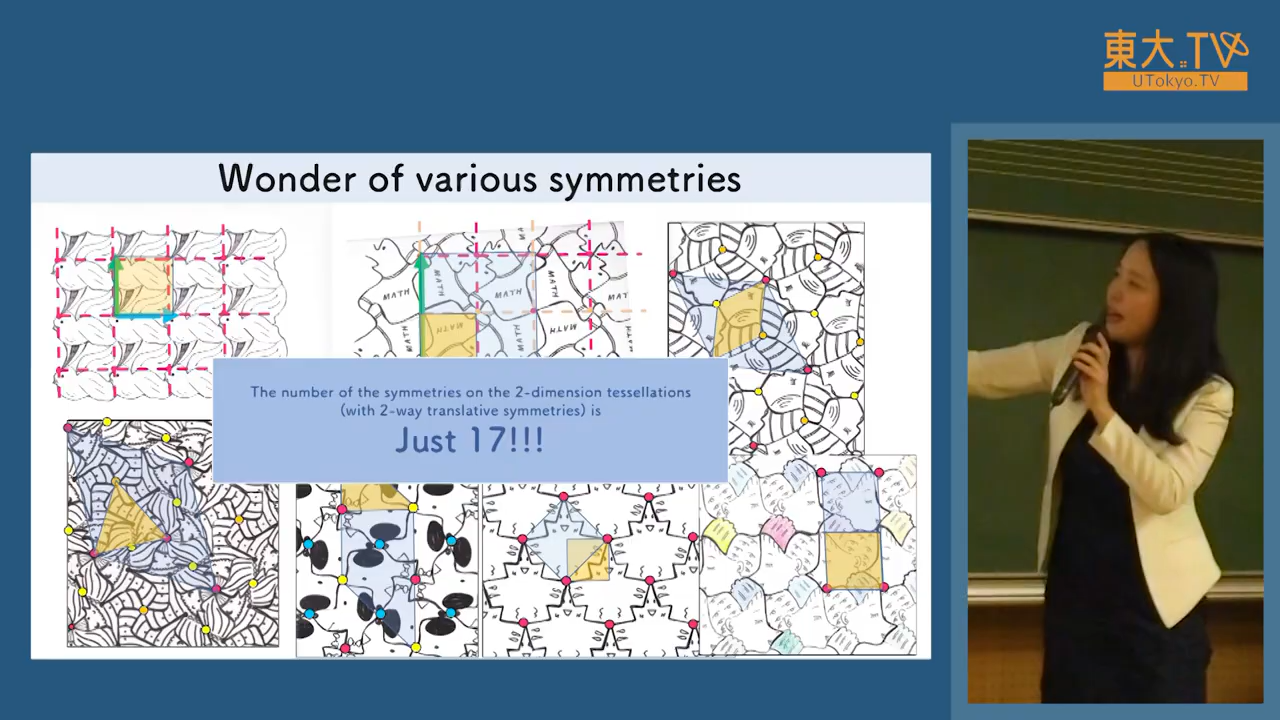 東大.TV
UTokyo.TV
Wonder of various symmetries
MATH
MATH
MATH
MATH
The number of the symmetries on the 2-dimension tessellations
(with 2-way translative symmetries) is
Just 17!!!